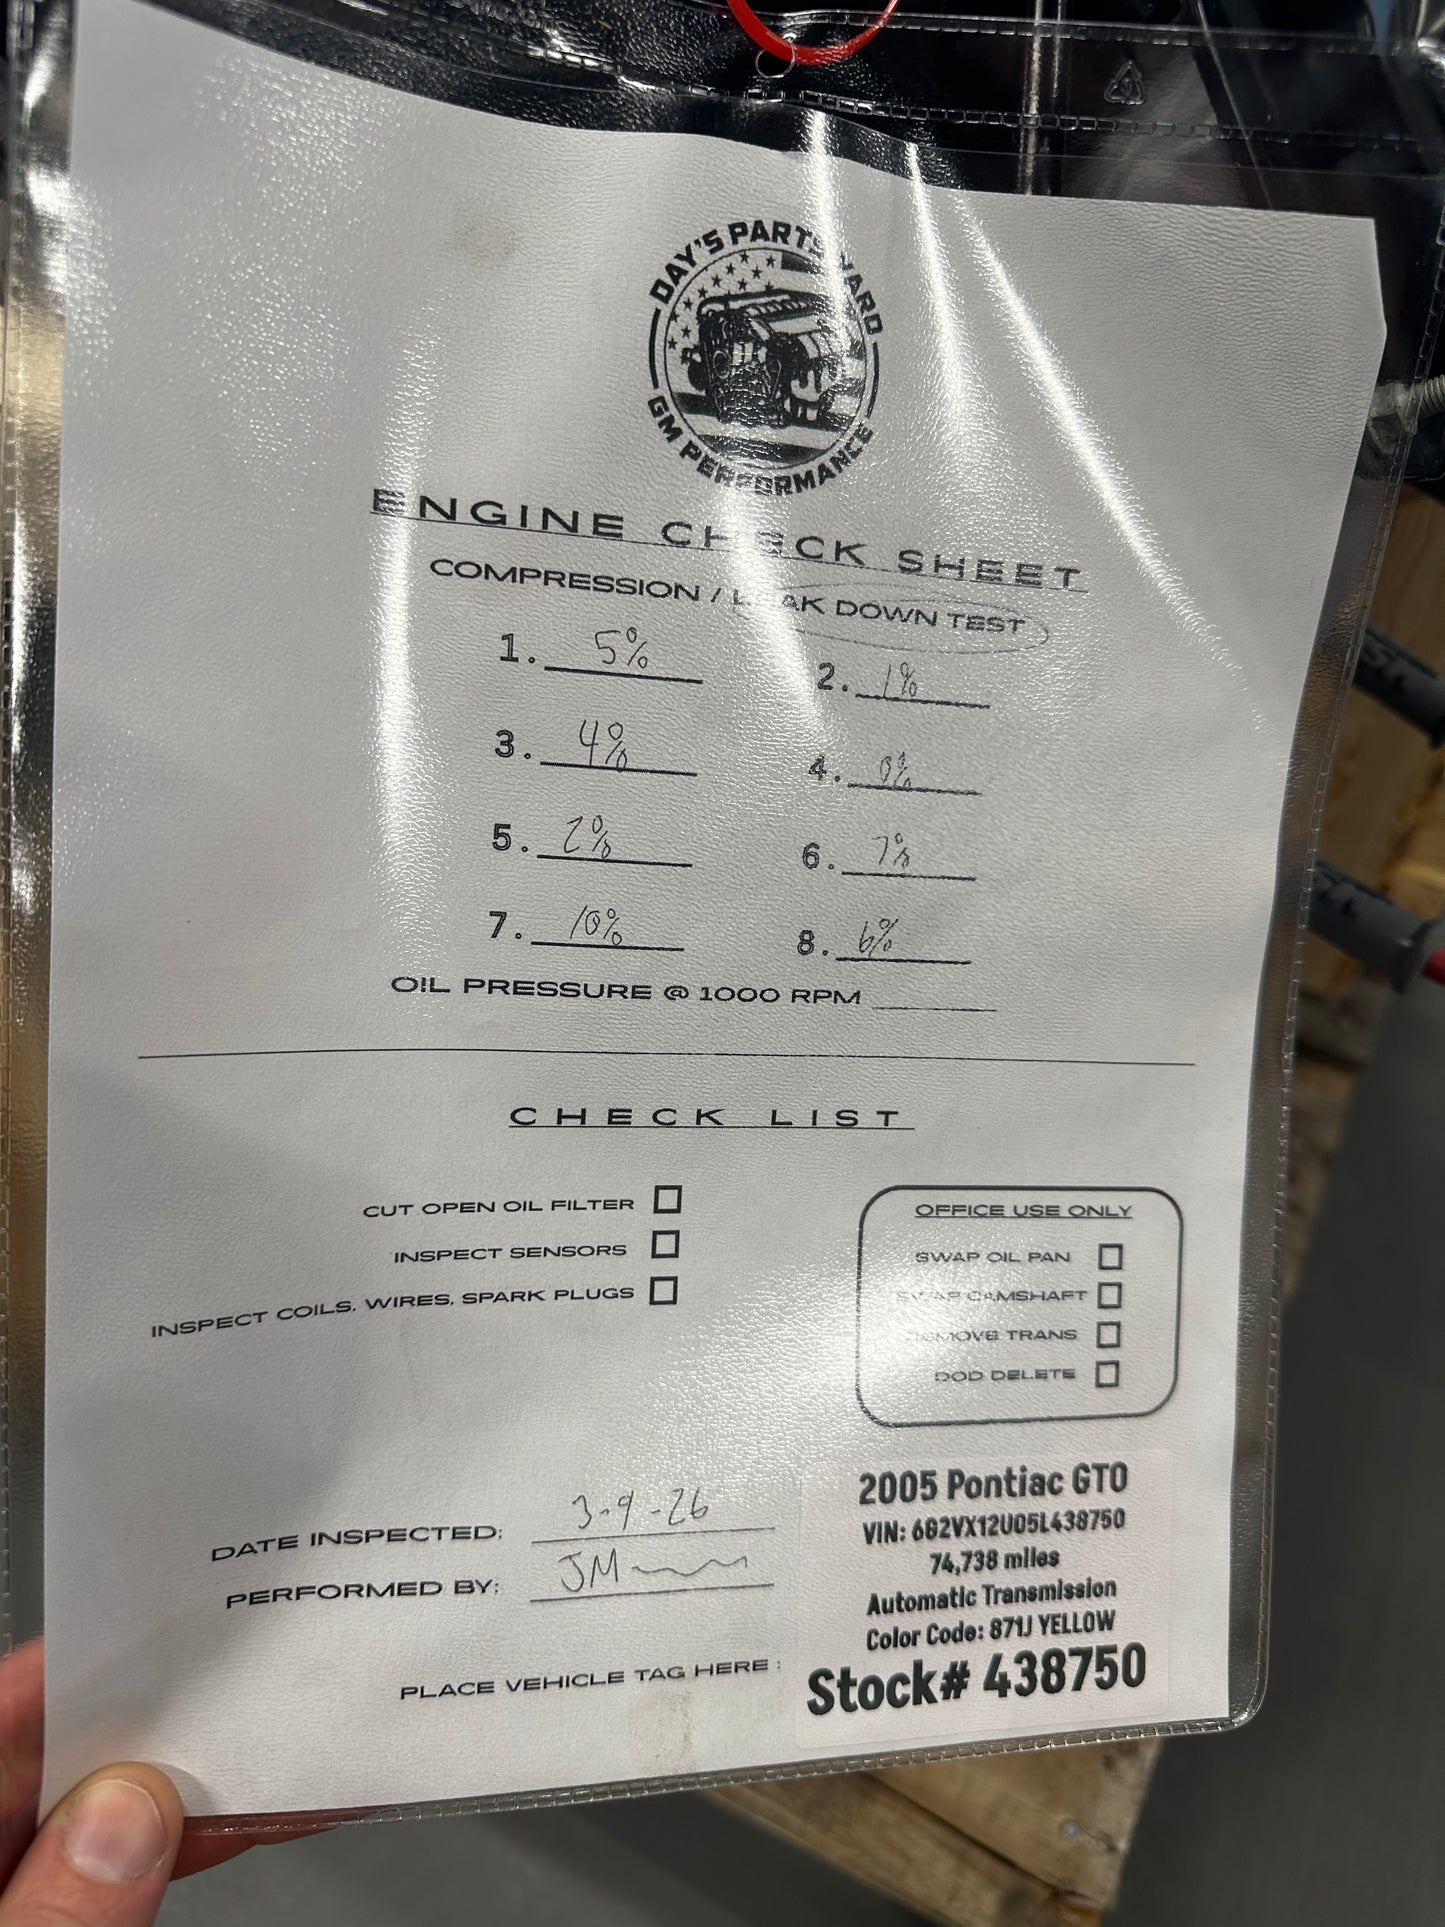 DAY'S PARTS YARD
GM PERFORMANCE
ENGINE CHECK SHEET
COMPRESSION / LEAK DOWN TEST
1. 5% 2. 1%
3. 4% 4. 0%
5. 2% 6. 7%
7. 10% 8. 6%
OIL PRESSURE @ 1000 RPM
CHECK LIST
CUT OPEN OIL FILTER
INSPECT SENSORS
INSPECT COILS, WIRES, SPARK PLUGS
OFFICE USE ONLY
SWAP OIL PAN
SWAP CAMSHAFT
REMOVE TRANS
DOD DELETE
DATE INSPECTED: 3-9-26
PERFORMED BY: JM
PLACE VEHICLE TAG HERE :
2005 Pontiac GTO
VIN: 6G2VX12U05L438750
74,738 miles
Automatic Transmission
Color Code: 871J YELLOW
Stock# 438750